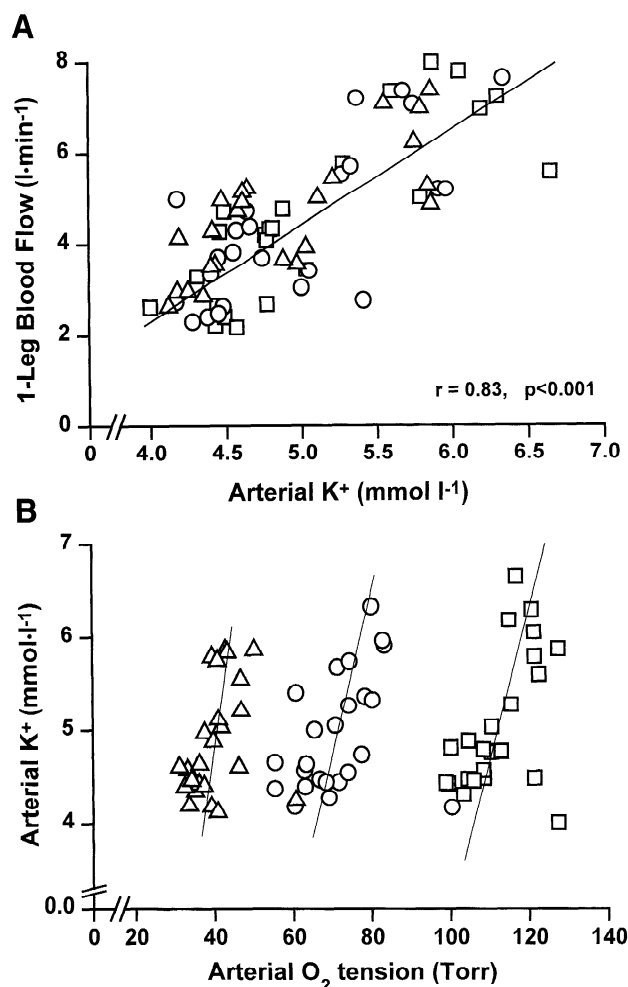 A
8
6
4
2
0
1-Leg Blood Flow (l·min-1)
r = 0.83, p<0.001
0 4.0 4.5 5.0 5.5 6.0 6.5 7.0
Arterial K+ (mmol l-1)
B
7
6
5
4
0.0
Arterial K+ (mmol·l-1)
0 20 40 60 80 100 120 140
Arterial O2 tension (Torr)